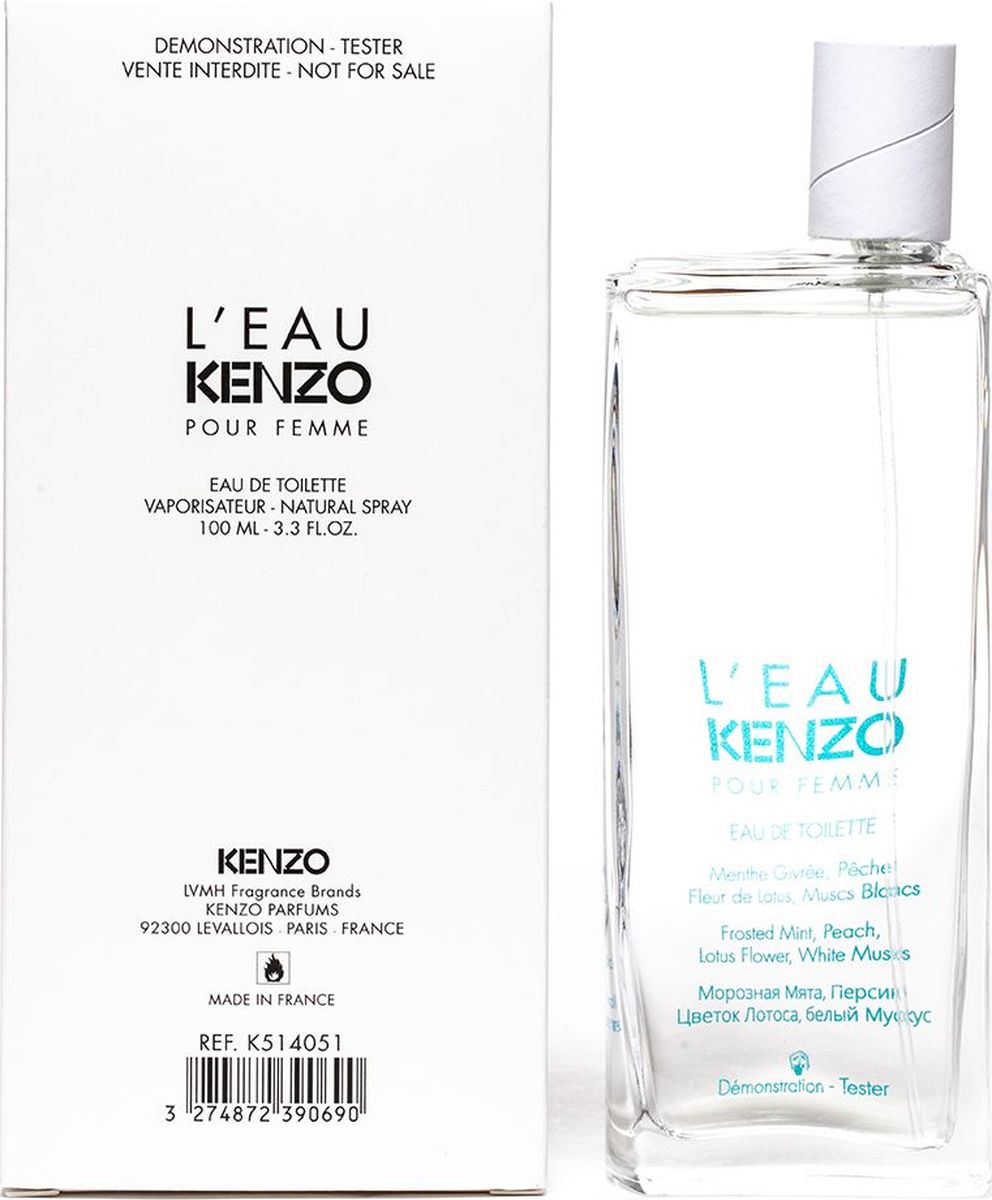 DEMONSTRATION - TESTER
VENTE INTERDITE - NOT FOR SALE
L'EAU
KENZO
POUR FEMME
EAU DE TOILETTE
VAPORISATEUR - NATURAL SPRAY
100 ML - 3.3 FL.OZ.
KENZO
LVMH Fragrance Brands
KENZO PARFUMS
92300 LEVALLOIS · PARIS · FRANCE
MADE IN FRANCE
REF. K514051
3 274872 390690
L'EAU
KENZO
POUR FEMME
EAU DE TOILETTE
Menthe Givrée, Pêche
Fleur de Lotus, Muscs Blancs
Frosted Mint, Peach,
Lotus Flower, White Musks
Морозная Мята, Персик
Цветок Лотоса, белый Мускус
Démonstration - Tester